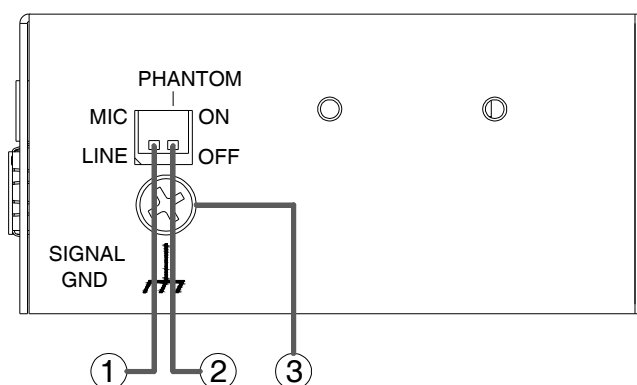 PHANTOM
MIC ON
LINE OFF
SIGNAL
GND
1 2 3